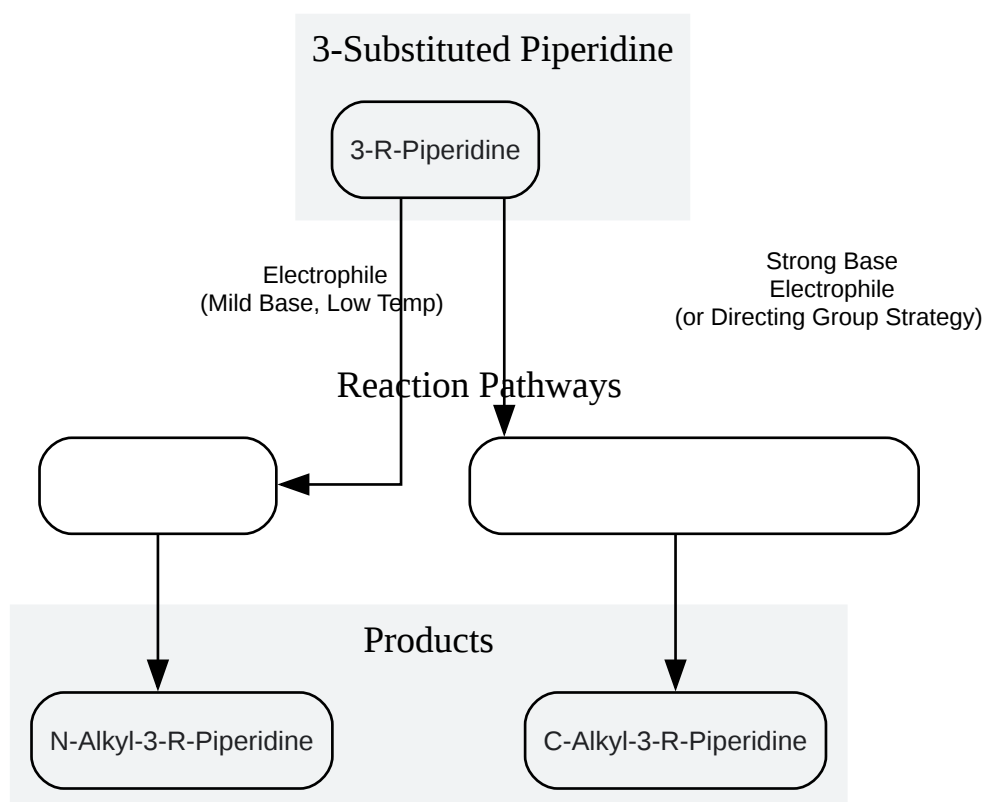 3-Substituted Piperidine
3-R-Piperidine
Electrophile
(Mild Base, Low Temp)
Strong Base
Electrophile
(or Directing Group Strategy)
Reaction Pathways
Products
N-Alkyl-3-R-Piperidine
C-Alkyl-3-R-Piperidine